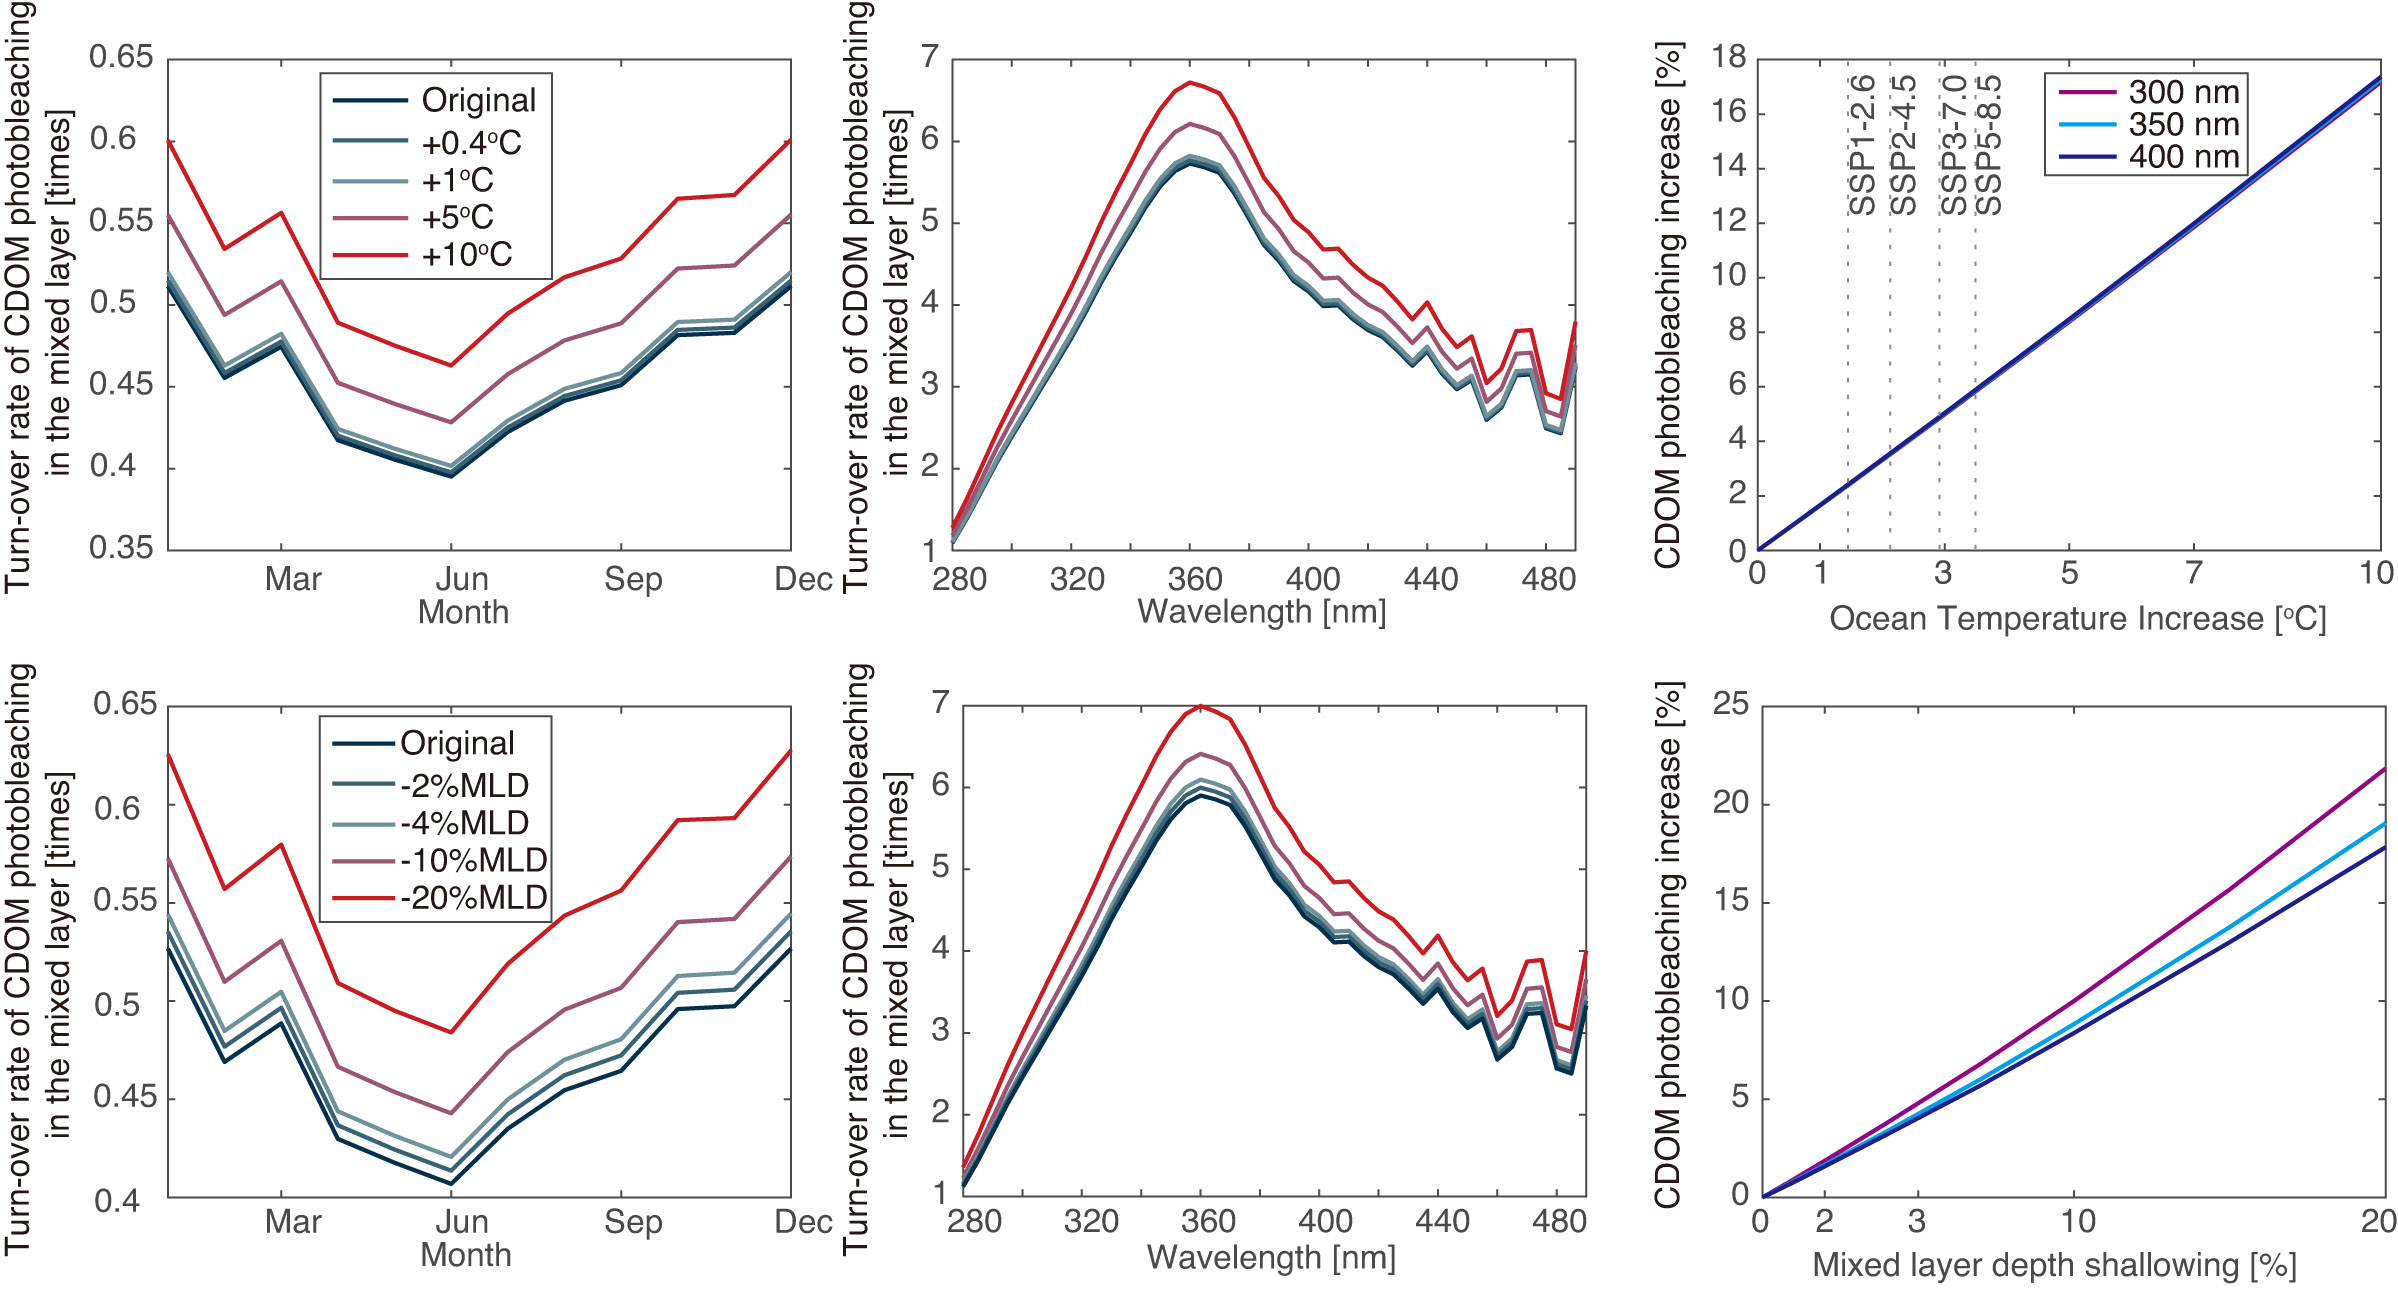 Turn-over rate of CDOM photobleaching
in the mixed layer [times]
0.65
0.6
0.55
0.5
0.45
0.4
0.35
Original
+0.4oC
+1oC
+5oC
+10oC
Mar
Jun
Sep
Dec
Month
Turn-over rate of CDOM photobleaching
in the mixed layer [times]
7
6
5
4
3
2
1
280
320
360
400
440
480
Wavelength [nm]
CDOM photobleaching increase [%]
18
16
14
12
10
8
6
4
2
0
SSP1-2.6
SSP2-4.5
SSP3-7.0
SSP5-8.5
300 nm
350 nm
400 nm
0
1
3
5
7
10
Ocean Temperature Increase [oC]
Turn-over rate of CDOM photobleaching
in the mixed layer [times]
0.65
0.6
0.55
0.5
0.45
0.4
Original
-2%MLD
-4%MLD
-10%MLD
-20%MLD
Mar
Jun
Sep
Dec
Month
Turn-over rate of CDOM photobleaching
in the mixed layer [times]
7
6
5
4
3
2
1
280
320
360
400
440
480
Wavelength [nm]
CDOM photobleaching increase [%]
25
20
15
10
5
0
0
2
3
10
20
Mixed layer depth shallowing [%]